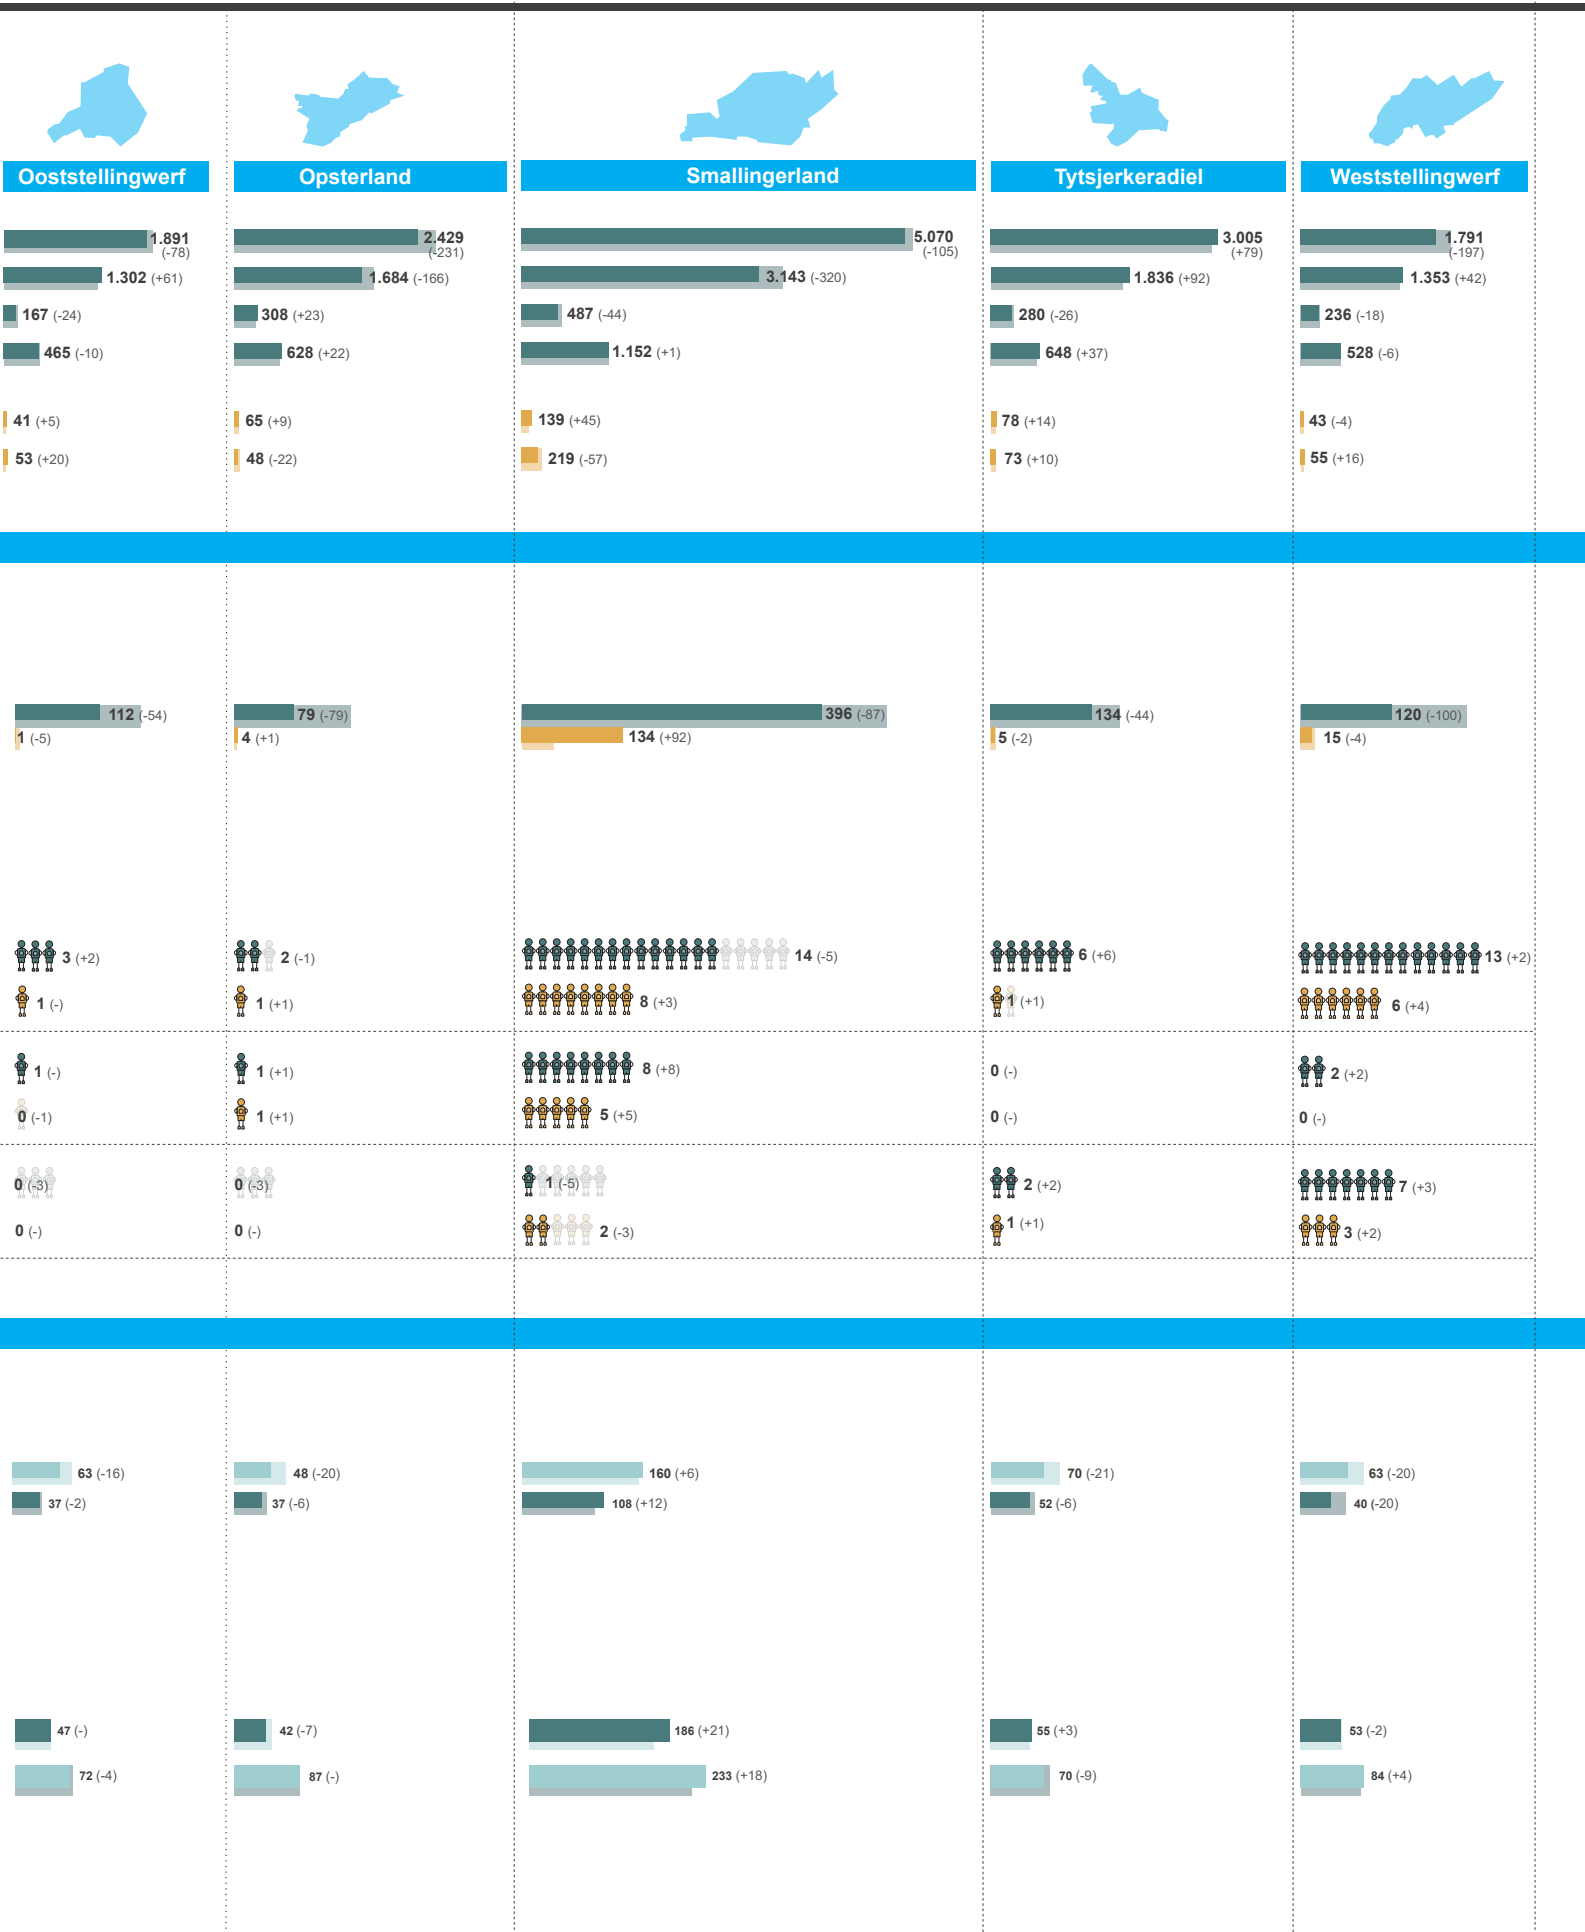 Ooststellingwerf Opsterland Smallingerland Tytsjerkeradiel Weststellingwerf
1.891 2.429 5.070 3.005 1.791
(-78) (-231) (-105) (+79) (-197)
1.302 (+61) 1.684 (-166) 3.143 (-320) 1.836 (+92) 1.353 (+42)
167 (-24) 308 (+23) 487 (-44) 280 (-26) 236 (-18)
465 (-10) 628 (+22) 1.152 (+1) 648 (+37) 528 (-6)
41 (+5) 65 (+9) 139 (+45) 78 (+14) 43 (-4)
53 (+20) 48 (-22) 219 (-57) 73 (+10) 55 (+16)
112 (-54) 79 (-79) 396 (-87) 134 (-44) 120 (-100)
1 (-5) 4 (+1) 134 (+92) 5 (-2) 15 (-4)
3 (+2) 2 (-1) 14 (-5) 6 (+6) 13 (+2)
1 (-) 1 (+1) 8 (+3) 1 (+1) 6 (+4)
1 (-) 1 (+1) 8 (+8) 0 (-) 2 (+2)
0 (-1) 1 (+1) 5 (+5) 0 (-) 0 (-)
0 (-3) 0 (-3) 1 (-5) 2 (+2) 7 (+3)
0 (-) 0 (-) 2 (-3) 1 (+1) 3 (+2)
63 (-16) 48 (-20) 160 (+6) 70 (-21) 63 (-20)
37 (-2) 37 (-6) 108 (+12) 52 (-6) 40 (-20)
47 (-) 42 (-7) 186 (+21) 55 (+3) 53 (-2)
72 (-4) 87 (-) 233 (+18) 70 (-9) 84 (+4)